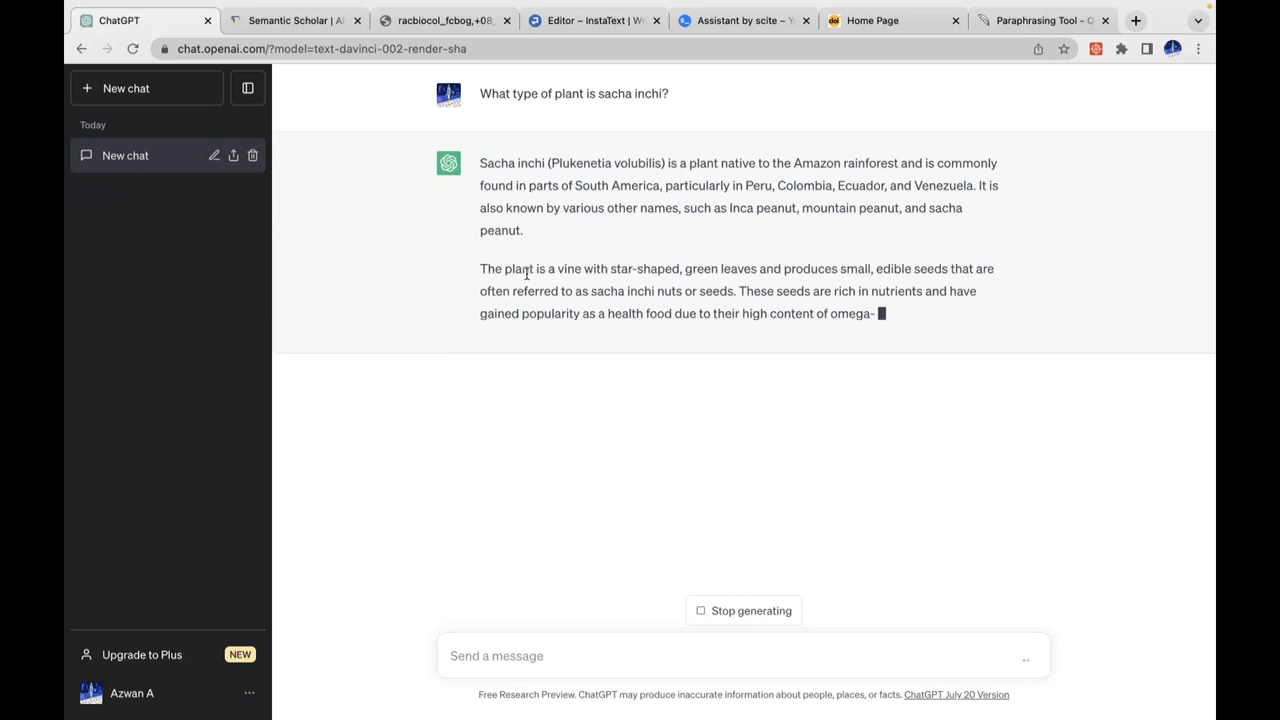 ChatGPT
Semantic Scholar | AI
racbiocol_fcbog,+08_
Editor – InstaText | Wr
Assistant by scite – Yo
doi
Home Page
Paraphrasing Tool - Q
chat.openai.com/?model=text-davinci-002-render-sha
New chat
Today
New chat
What type of plant is sacha inchi?
Sacha inchi (Plukenetia volubilis) is a plant native to the Amazon rainforest and is commonly
found in parts of South America, particularly in Peru, Colombia, Ecuador, and Venezuela. It is
also known by various other names, such as Inca peanut, mountain peanut, and sacha
peanut.
The plant is a vine with star-shaped, green leaves and produces small, edible seeds that are
often referred to as sacha inchi nuts or seeds. These seeds are rich in nutrients and have
gained popularity as a health food due to their high content of omega-
Stop generating
Send a message
Free Research Preview. ChatGPT may produce inaccurate information about people, places, or facts. ChatGPT July 20 Version
Upgrade to Plus NEW
Azwan A